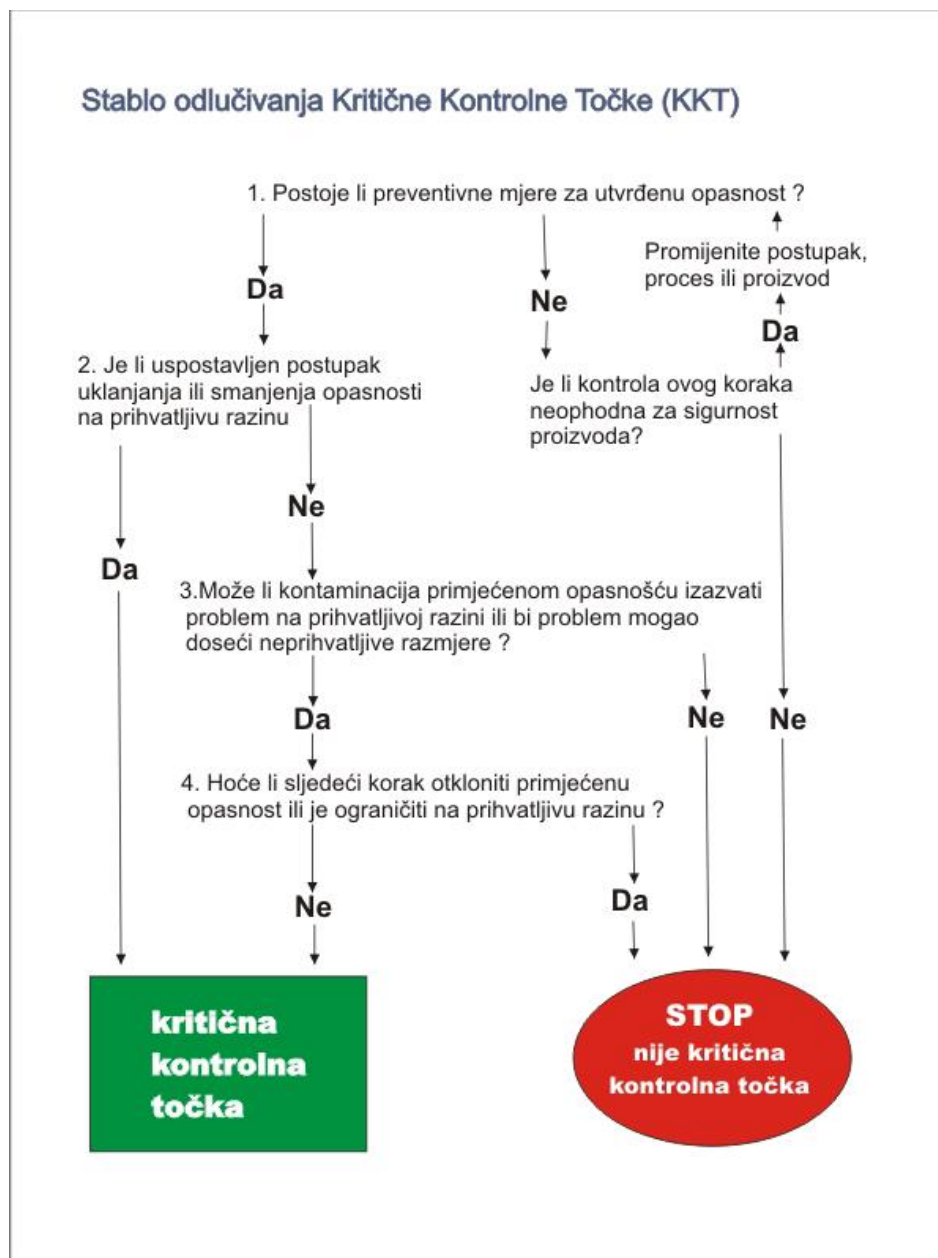 Stablo odlučivanja Kritične Kontrolne Točke (KKT)
1. Postoje li preventivne mjere za utvrđenu opasnost ?
Promijenite postupak,
proces ili proizvod
Da
Ne
Da
2. Je li uspostavljen postupak
uklanjanja ili smanjenja opasnosti
na prihvatljivu razinu
Je li kontrola ovog koraka
neophodna za sigurnost
proizvoda?
Ne
Da
3.Može li kontaminacija primjećenom opasnošću izazvati
problem na prihvatljivoj razini ili bi problem mogao
doseći neprihvatljive razmjere ?
Da
Ne
Ne
4. Hoće li sljedeći korak otkloniti primjećenu
opasnost ili je ograničiti na prihvatljivu razinu ?
Ne
Da
kritična
kontrolna
točka
STOP
nije kritična
kontrolna točka